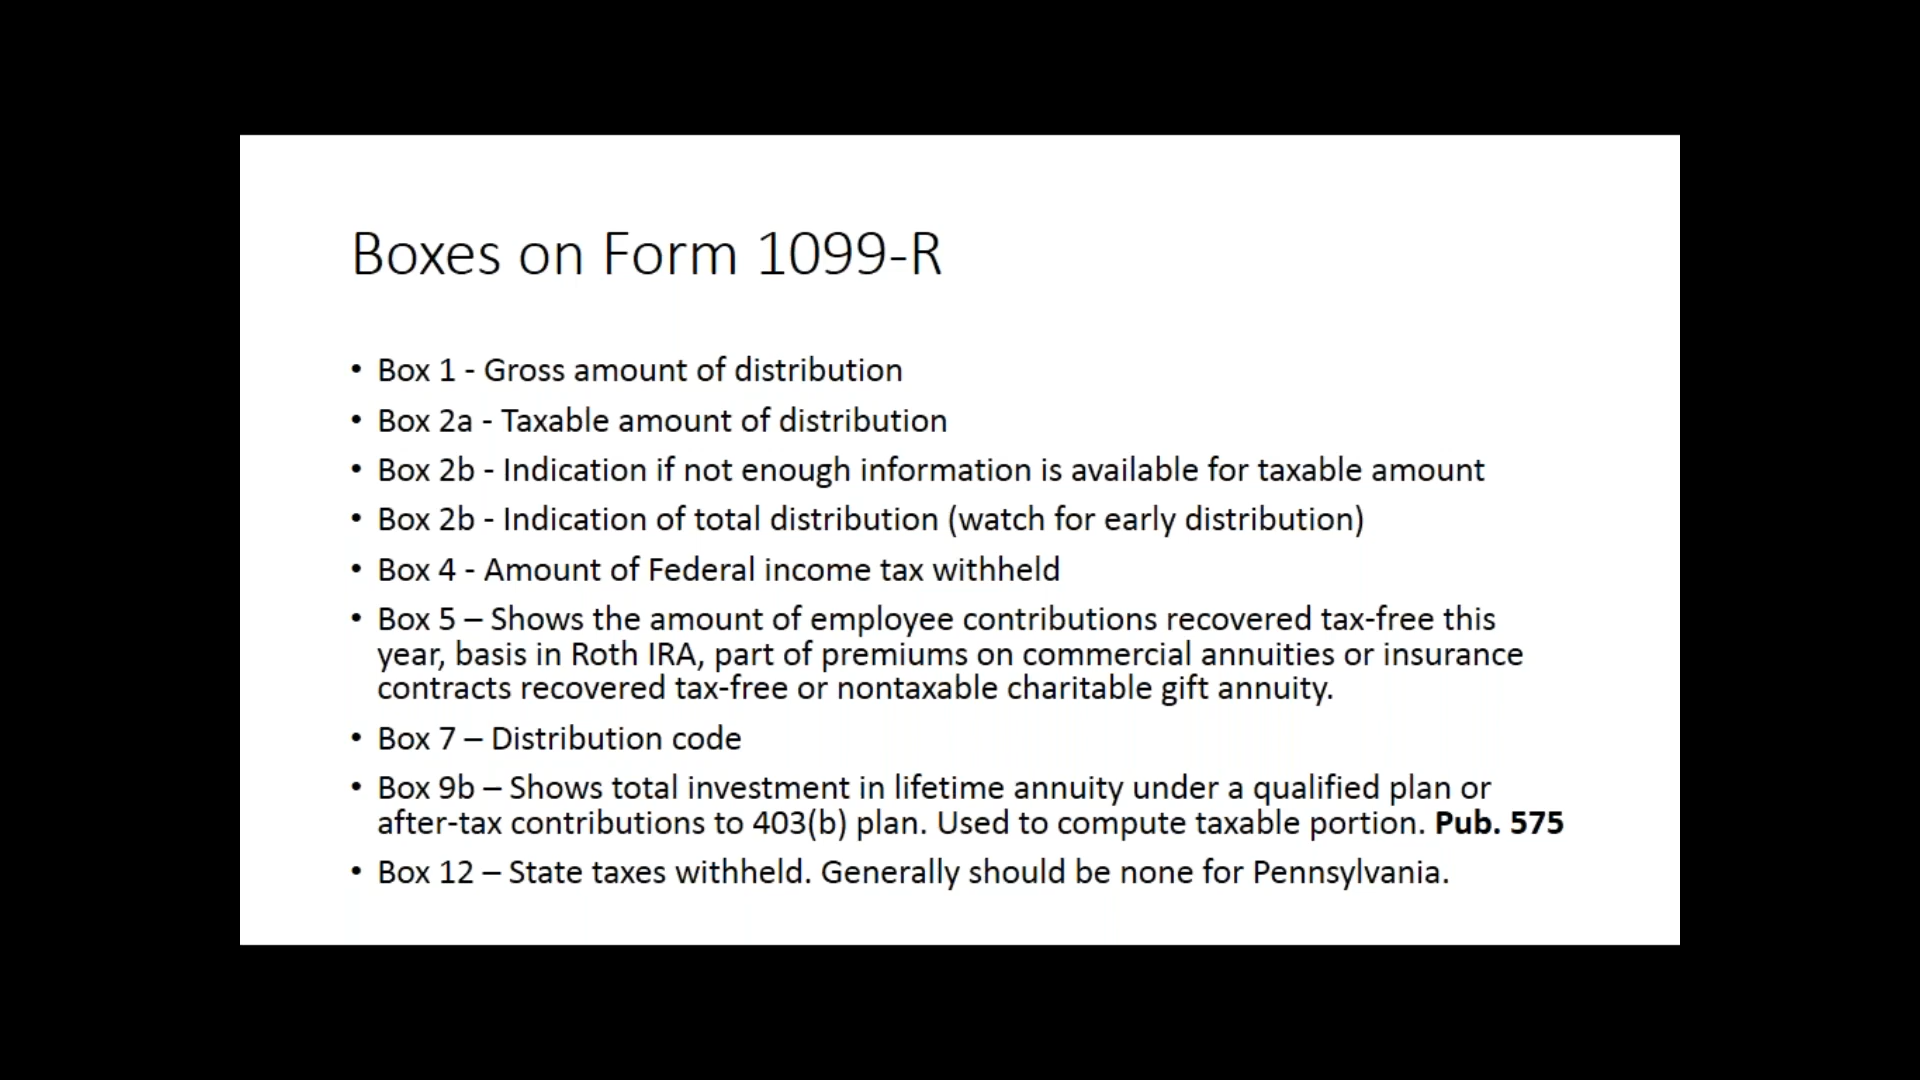 Boxes on Form 1099-R
• Box 1 - Gross amount of distribution
• Box 2a - Taxable amount of distribution
• Box 2b - Indication if not enough information is available for taxable amount
• Box 2b - Indication of total distribution (watch for early distribution)
• Box 4 - Amount of Federal income tax withheld
• Box 5 – Shows the amount of employee contributions recovered tax-free this
year, basis in Roth IRA, part of premiums on commercial annuities or insurance
contracts recovered tax-free or nontaxable charitable gift annuity.
• Box 7 – Distribution code
• Box 9b – Shows total investment in lifetime annuity under a qualified plan or
after-tax contributions to 403(b) plan. Used to compute taxable portion. Pub. 575
• Box 12 – State taxes withheld. Generally should be none for Pennsylvania.